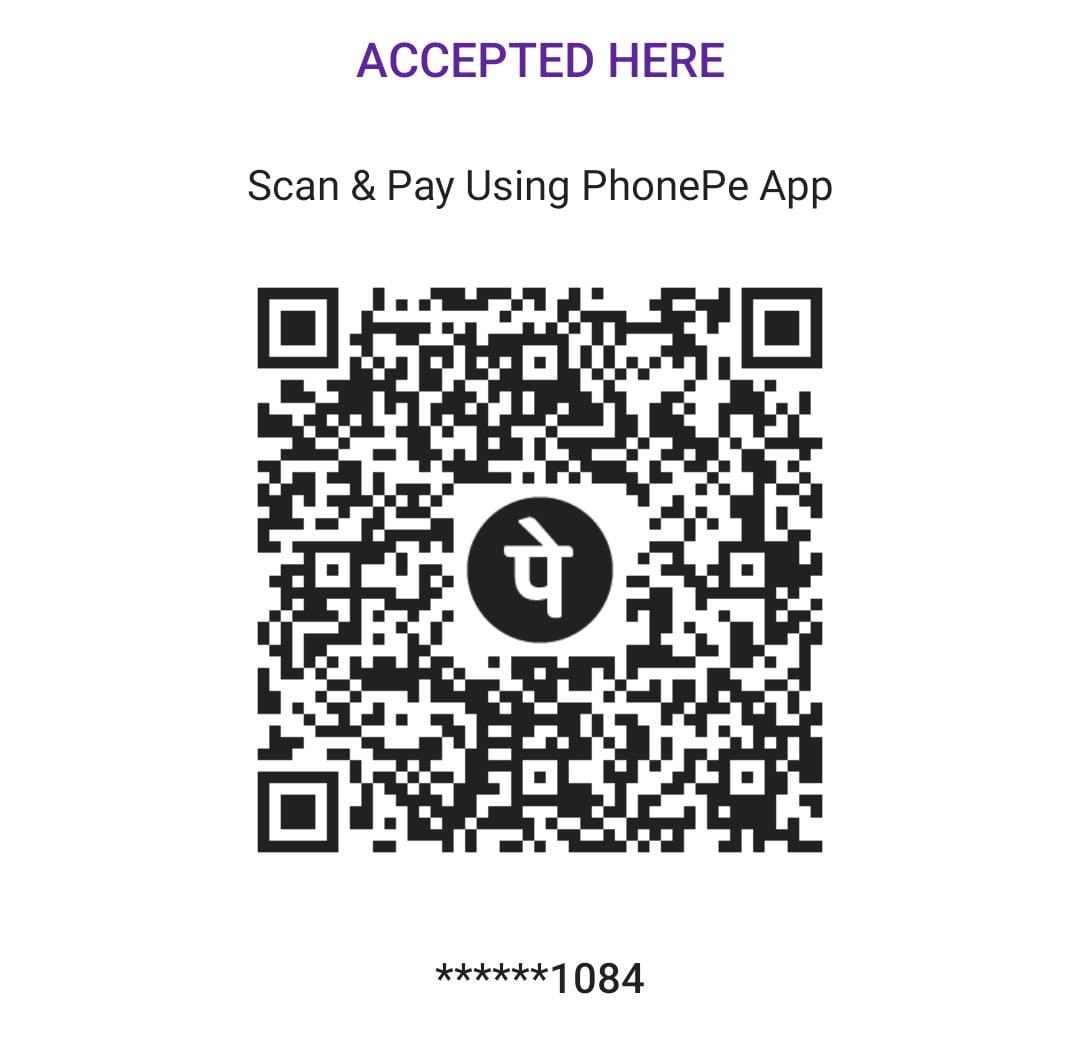 ACCEPTED HERE
Scan & Pay Using PhonePe App
पे
******1084